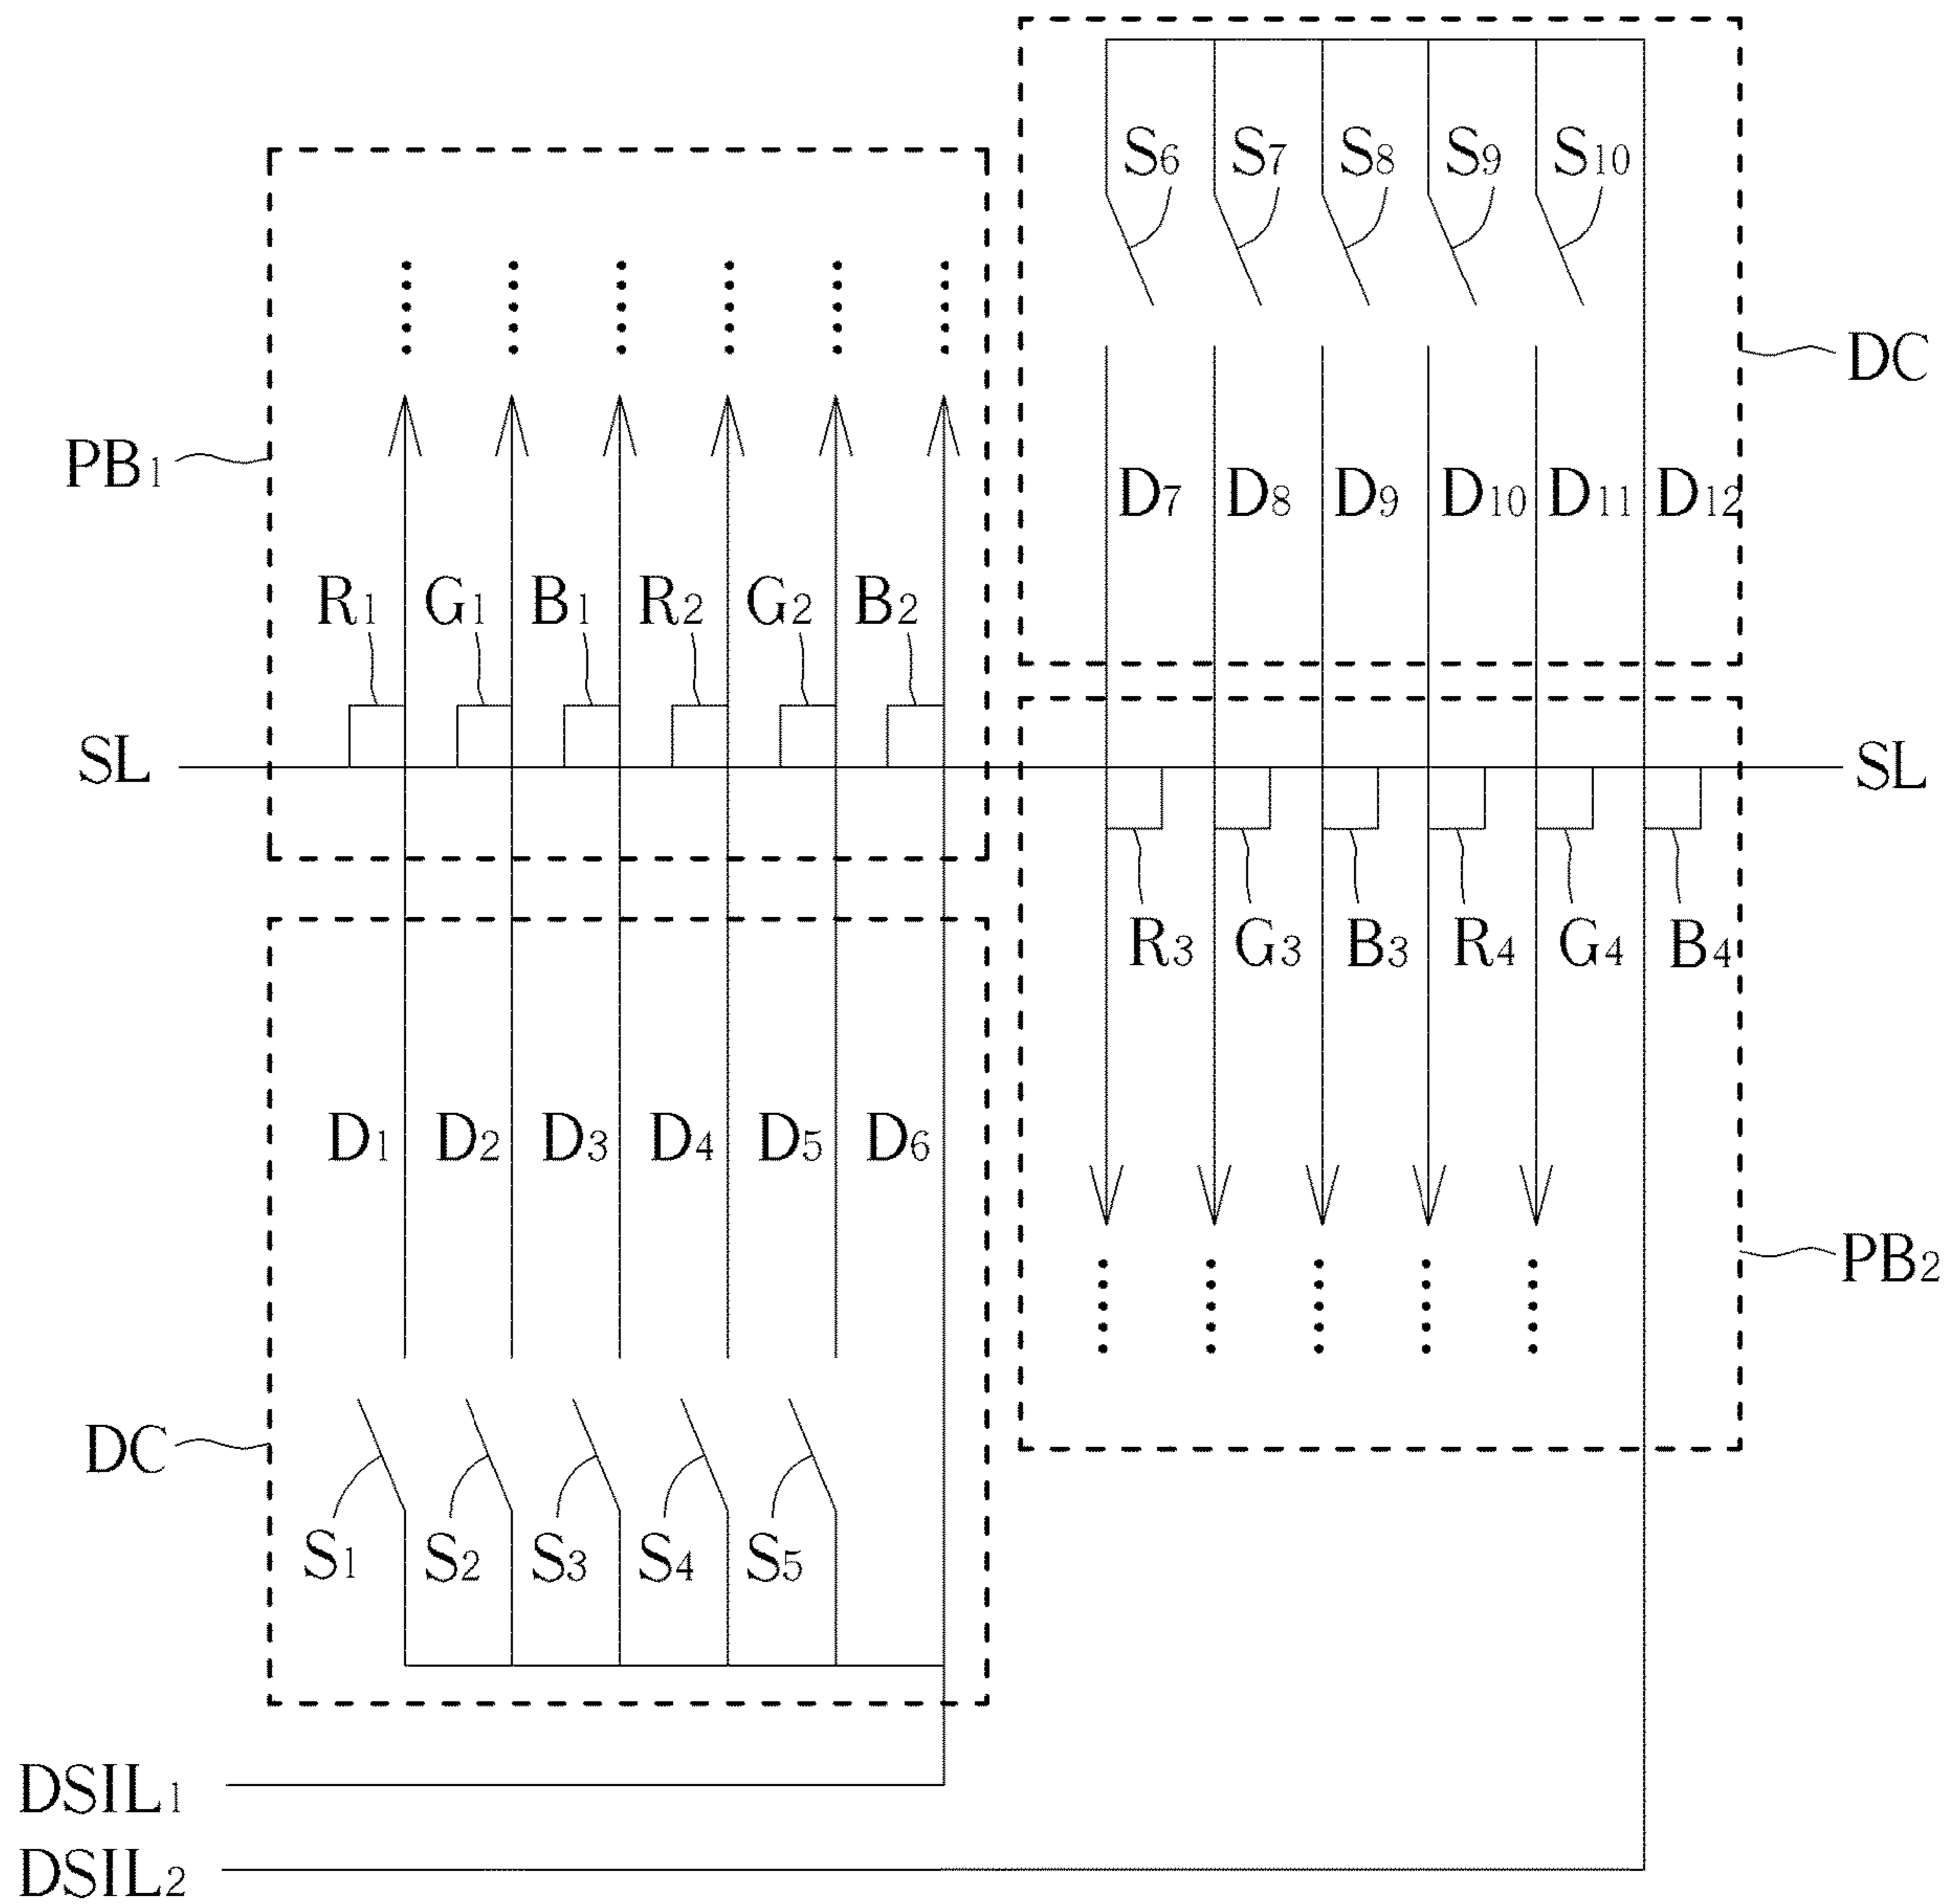 S6 S7 S8 S9 S10
DC
PB1
D7 D8 D9 D10 D11 D12
R1 G1 B1 R2 G2 B2
SL SL
R3 G3 B3 R4 G4 B4
D1 D2 D3 D4 D5 D6
PB2
DC
S1 S2 S3 S4 S5
DSIL1
DSIL2